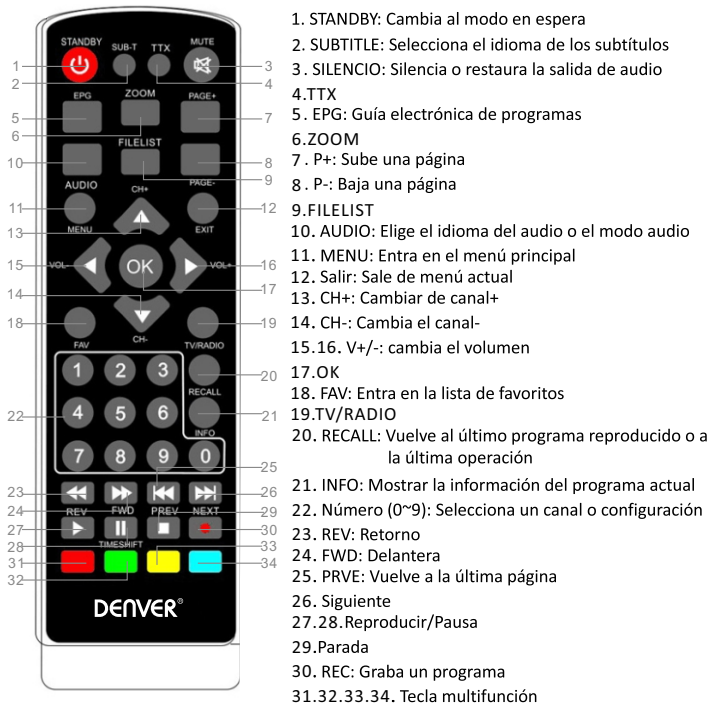 STANDBY SUB-T TTX MUTE
1 2 3 4
EPG ZOOM PAGE+
5 6 7
FILELIST
10 8
9
AUDIO CH+ PAGE-
11 12
MENU EXIT
13
15 VOL- OK VOL+ 16
17
14
18 19
FAV CH- TV/RADIO
1 2 3
20
RECALL
22 4 5 6 21
INFO
7 8 9 0
25
23 26
24 REV FWD PREV NEXT 29
27 30
28 TIMESHIFT 33
31 34
32
DENVER®
1. STANDBY: Cambia al modo en espera
2. SUBTITLE: Selecciona el idioma de los subtítulos
3. SILENCIO: Silencia o restaura la salida de audio
4.TTX
5. EPG: Guía electrónica de programas
6.ZOOM
7. P+: Sube una página
8. P-: Baja una página
9.FILELIST
10. AUDIO: Elige el idioma del audio o el modo audio
11. MENU: Entra en el menú principal
12. Salir: Sale de menú actual
13. CH+: Cambiar de canal+
14. CH-: Cambia el canal-
15.16. V+/-: cambia el volumen
17.OK
18. FAV: Entra en la lista de favoritos
19.TV/RADIO
20. RECALL: Vuelve al último programa reproducido o a
la última operación
21. INFO: Mostrar la información del programa actual
22. Número (0~9): Selecciona un canal o configuración
23. REV: Retorno
24. FWD: Delantera
25. PRVE: Vuelve a la última página
26. Siguiente
27.28.Reproducir/Pausa
29.Parada
30. REC: Graba un programa
31.32.33.34. Tecla multifunción